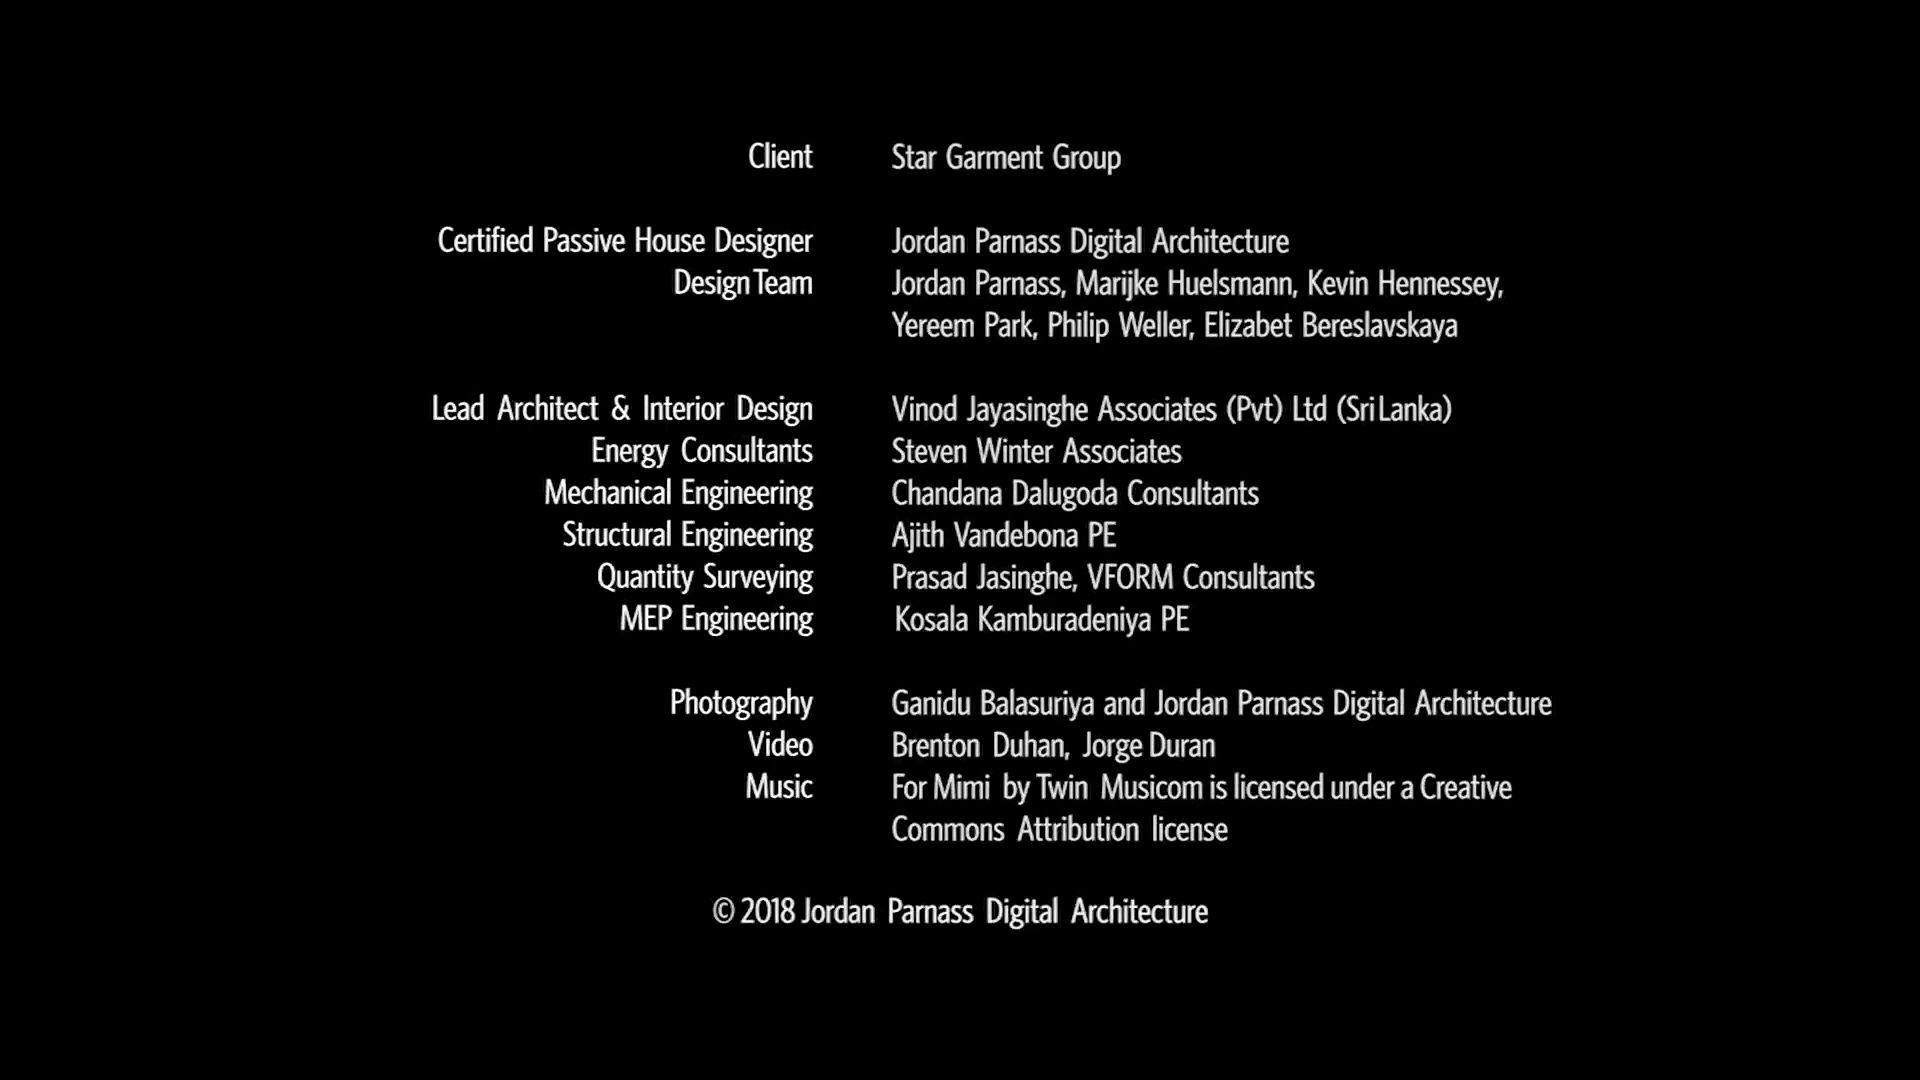 Client Star Garment Group
Certified Passive House Designer Jordan Parnass Digital Architecture
Design Team Jordan Parnass, Marijke Huelsmann, Kevin Hennessey,
Yereem Park, Philip Weller, Elizabet Bereslavskaya
Lead Architect & Interior Design Vinod Jayasinghe Associates (Pvt) Ltd (Sri Lanka)
Energy Consultants Steven Winter Associates
Mechanical Engineering Chandana Dalugoda Consultants
Structural Engineering Ajith Vandebona PE
Quantity Surveying Prasad Jasinghe, VFORM Consultants
MEP Engineering Kosala Kamburadeniya PE
Photography Ganidu Balasuriya and Jordan Parnass Digital Architecture
Video Brenton Duhan, Jorge Duran
Music For Mimi by Twin Musicom is licensed under a Creative
Commons Attribution license
© 2018 Jordan Parnass Digital Architecture